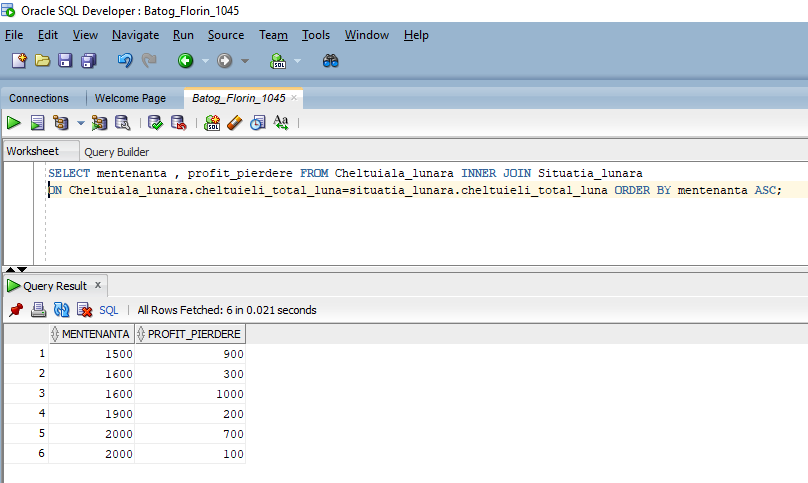 Oracle SQL Developer : Batog_Florin_1045
File Edit View Navigate Run Source Team Tools Window Help
SQL
Connections Welcome Page Batog_Florin_1045 ×
SQL Aa
Worksheet Query Builder
SELECT mentenanta , profit_pierdere FROM Cheltuiala_lunara INNER JOIN Situatia_lunara
ON Cheltuiala_lunara.cheltuieli_total_luna=situatia_lunara.cheltuieli_total_luna ORDER BY mentenanta ASC;
Query Result x
SQL | All Rows Fetched: 6 in 0.021 seconds
MENTENANTA PROFIT_PIERDERE
1 1500 900
2 1600 300
3 1600 1000
4 1900 200
5 2000 700
6 2000 100